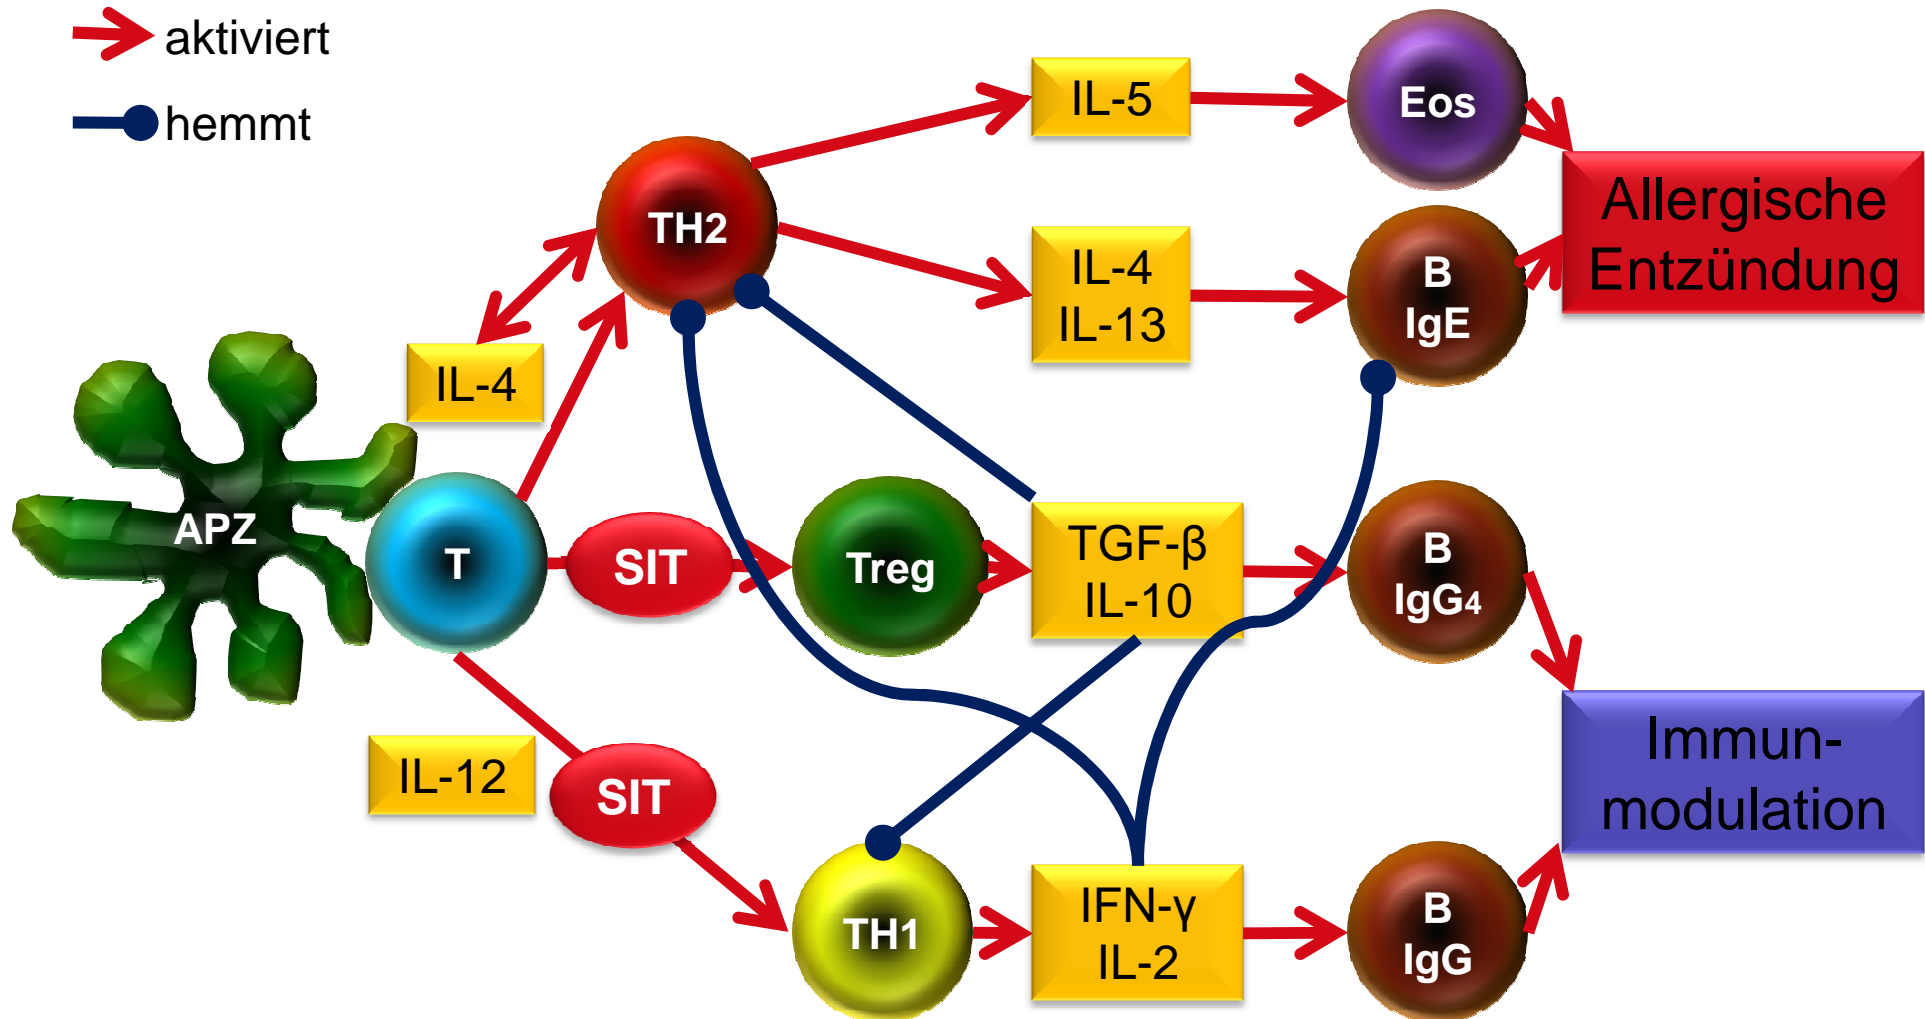 aktiviert
hemmt
IL-5
Eos
Allergische
Entzündung
TH2
IL-4
IL-13
B
IgE
IL-4
APZ
T
SIT
Treg
TGF-β
IL-10
B
IgG4
IL-12
SIT
Immun-
modulation
TH1
IFN-γ
IL-2
B
IgG